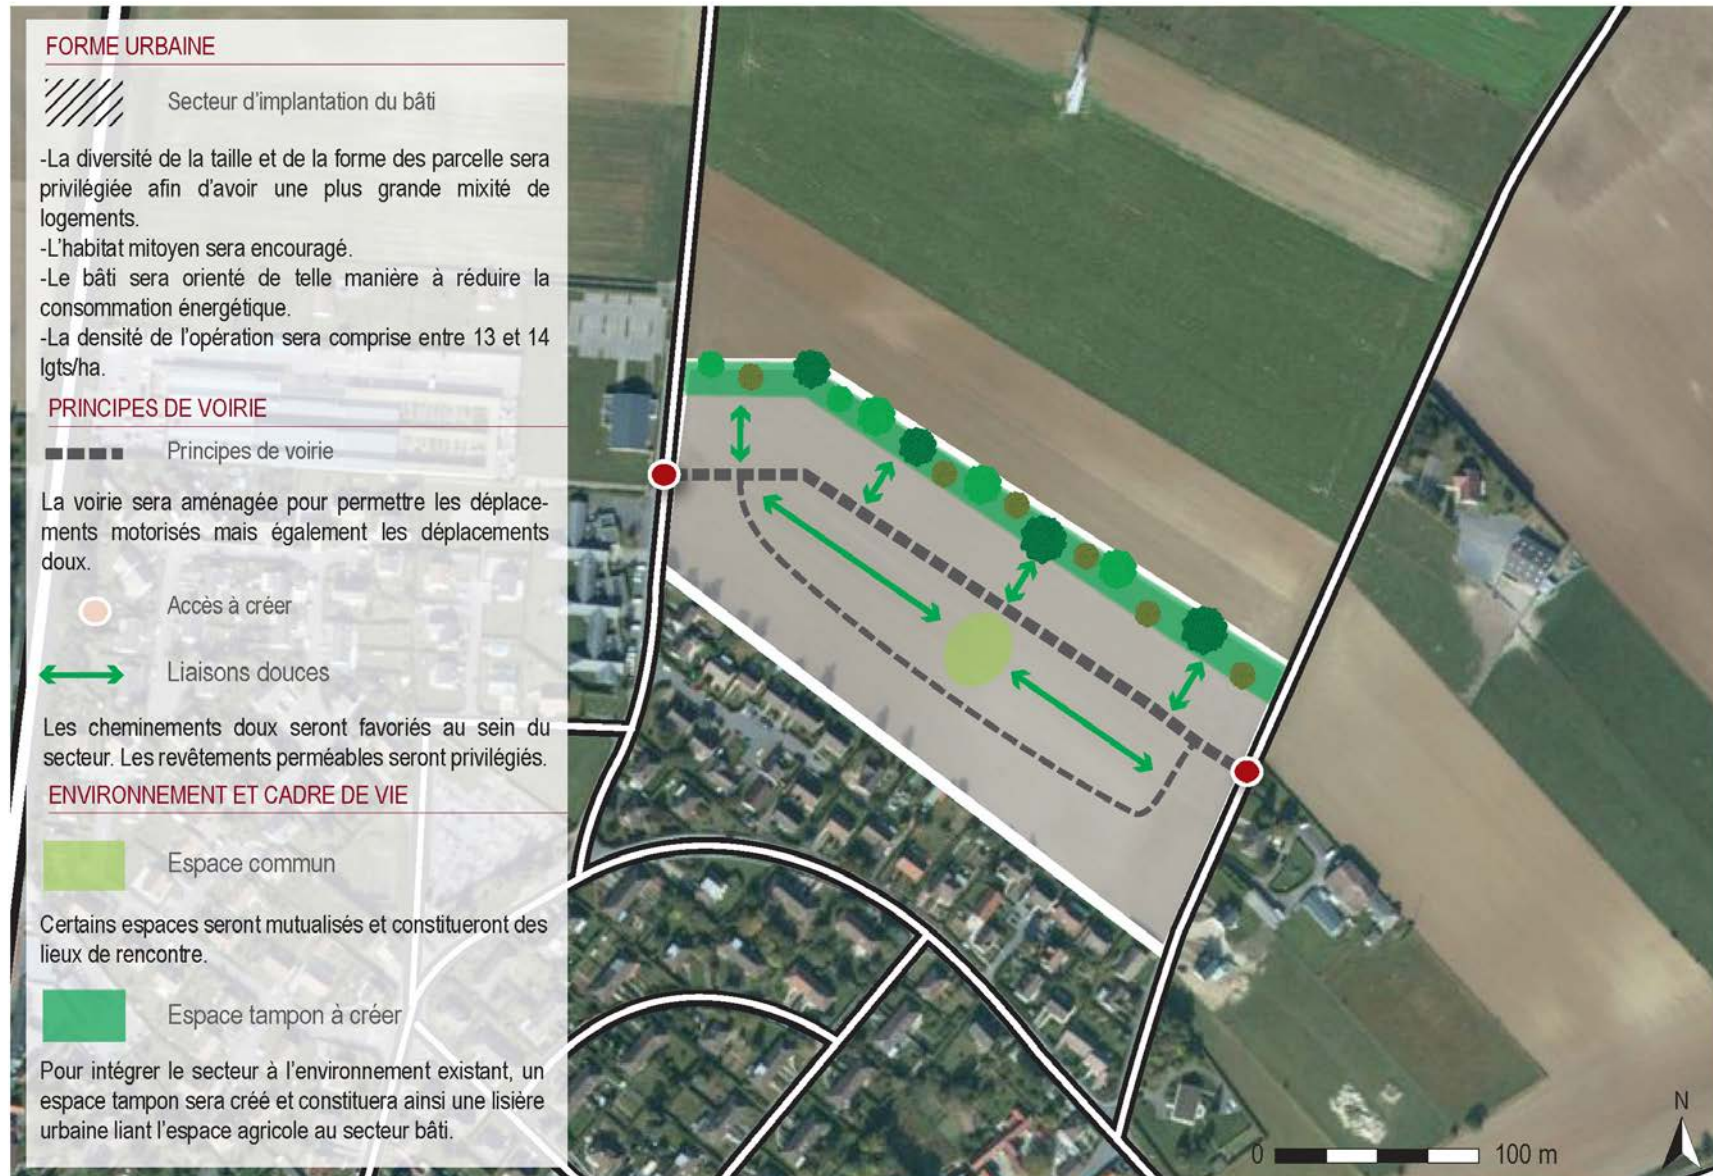 FORME URBAINE
Secteur d'implantation du bâti
-La diversité de la taille et de la forme des parcelle sera
privilégiée afin d'avoir une plus grande mixité de
logements.
-L'habitat mitoyen sera encouragé.
-Le bâti sera orienté de telle manière à réduire la
consommation énergétique.
-La densité de l'opération sera comprise entre 13 et 14
lgts/ha.
PRINCIPES DE VOIRIE
Principes de voirie
La voirie sera aménagée pour permettre les déplace-
ments motorisés mais également les déplacements
doux.
Accès à créer
Liaisons douces
Les cheminements doux seront favoriés au sein du
secteur. Les revêtements perméables seront privilégiés.
ENVIRONNEMENT ET CADRE DE VIE
Espace commun
Certains espaces seront mutualisés et constitueront des
lieux de rencontre.
Espace tampon à créer
Pour intégrer le secteur à l'environnement existant, un
espace tampon sera créé et constituera ainsi une lisière
urbaine liant l'espace agricole au secteur bâti.
N
0 100 m